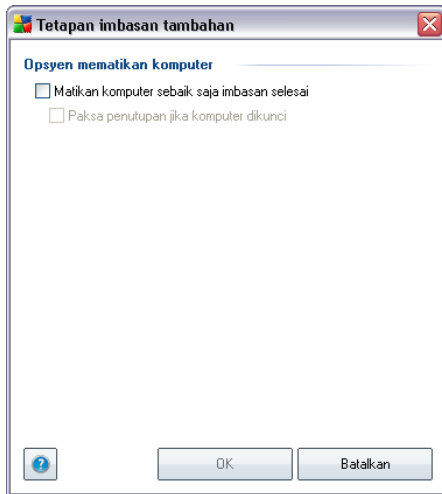 Tetapan imbasan tambahan
Opsyen mematikan komputer
Matikan komputer sebaik saja imbasan selesai
Paksa penutupan jika komputer dikunci
? OK Batalkan